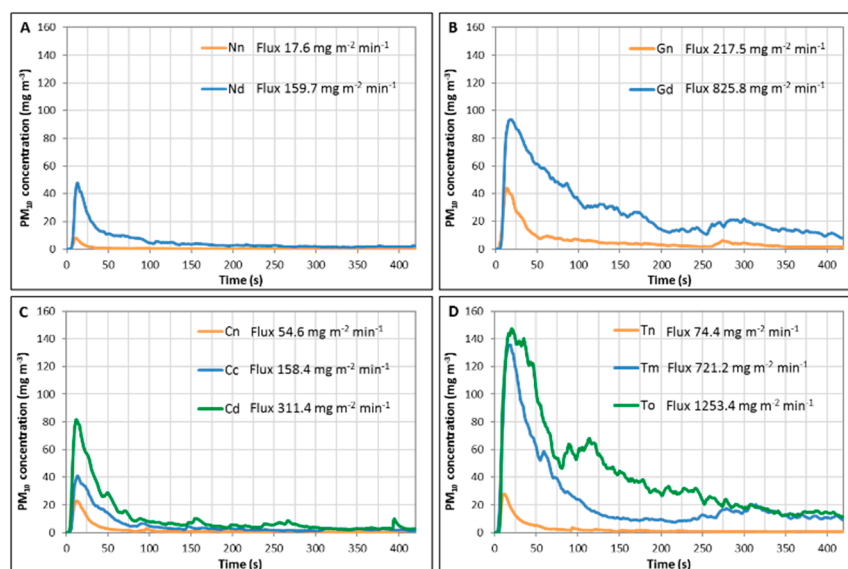 A
Nn Flux 17.6 mg m⁻² min⁻¹
Nd Flux 159.7 mg m⁻² min⁻¹
PM₁₀ concentration (mg m⁻³)
160
140
120
100
80
60
40
20
0
0 50 100 150 200 250 300 350 400
Time (s)
B
Gn Flux 217.5 mg m⁻² min⁻¹
Gd Flux 825.8 mg m⁻² min⁻¹
PM₁₀ concentration (mg m⁻³)
160
140
120
100
80
60
40
20
0
0 50 100 150 200 250 300 350 400
Time (s)
C
Cn Flux 54.6 mg m⁻² min⁻¹
Cc Flux 158.4 mg m⁻² min⁻¹
Cd Flux 311.4 mg m⁻² min⁻¹
PM₁₀ concentration (mg m⁻³)
160
140
120
100
80
60
40
20
0
0 50 100 150 200 250 300 350 400
Time (s)
D
Tn Flux 74.4 mg m⁻² min⁻¹
Tm Flux 721.2 mg m⁻² min⁻¹
To Flux 1253.4 mg m⁻² min⁻¹
PM₁₀ concentration (mg m⁻³)
160
140
120
100
80
60
40
20
0
0 50 100 150 200 250 300 350 400
Time (s)